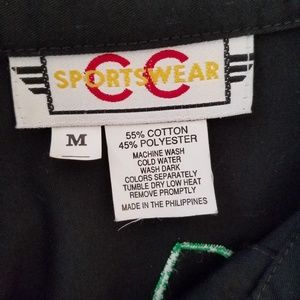 CC
SPORTSWEAR
M
55% COTTON
45% POLYESTER
MACHINE WASH
COLD WATER
WASH DARK
COLORS SEPARATELY
TUMBLE DRY LOW HEAT
REMOVE PROMPTLY
MADE IN THE PHILIPPINES